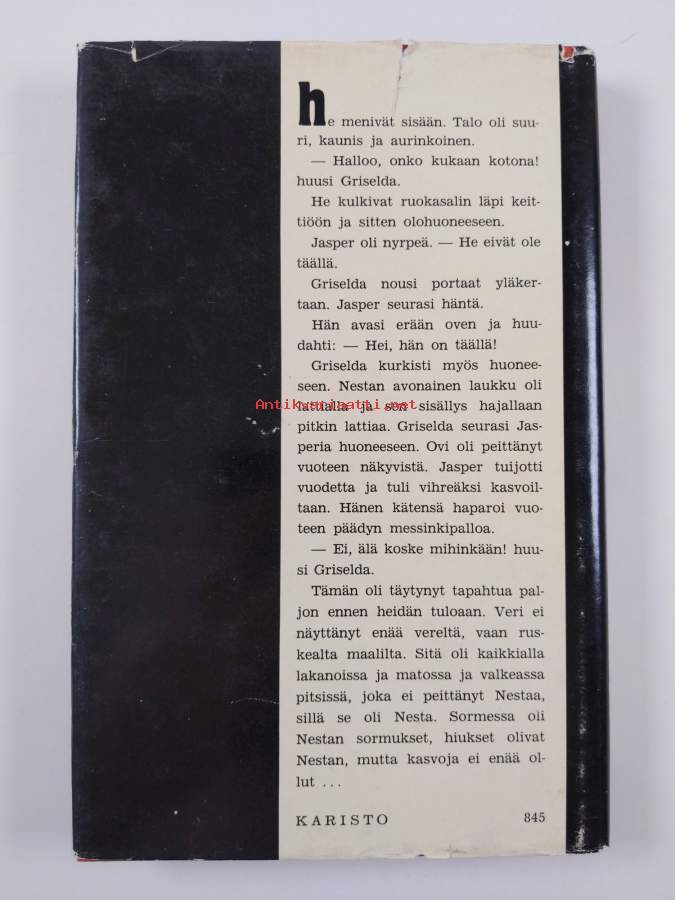 he menivät sisään. Talo oli suu-
ri, kaunis ja aurinkoinen.
— Halloo, onko kukaan kotona!
huusi Griselda.
He kulkivat ruokasalin läpi keit-
tiöön ja sitten olohuoneeseen.
Jasper oli nyrpeä. — He eivät ole
täällä.
Griselda nousi portaat yläker-
taan. Jasper seurasi häntä.
Hän avasi erään oven ja huu-
dahti: — Hei, hän on täällä!
Griselda kurkisti myös huonee-
seen. Nestan avonainen laukku oli
lattialla ja sen sisällys hajallaan
Antikvariaatti.net
pitkin lattiaa. Griselda seurasi Jas-
peria huoneeseen. Ovi oli peittänyt
vuoteen näkyvistä. Jasper tuijotti
vuodetta ja tuli vihreäksi kasvoil-
taan. Hänen kätensä haparoi vuo-
teen päädyn messinkipalloa.
— Ei, älä koske mihinkään! huu-
si Griselda.
Tämän oli täytynyt tapahtua pal-
jon ennen heidän tuloaan. Veri ei
näyttänyt enää vereltä, vaan rus-
kealta maalilta. Sitä oli kaikkialla
lakanoissa ja matossa ja valkeassa
pitsissä, joka ei peittänyt Nestaa,
sillä se oli Nesta. Sormessa oli
Nestan sormukset, hiukset olivat
Nestan, mutta kasvoja ei enää ol-
lut ...
KARISTO 845